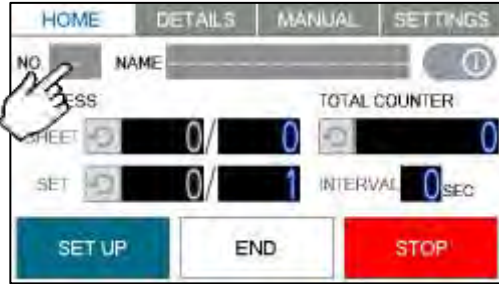 HOME DETAILS MANUAL SETTINGS
NO. NAME
ESS TOTAL COUNTER
SHEET 0/ 0 0
SET 0/ 1 INTERVAL 0 SEC
SET UP END STOP